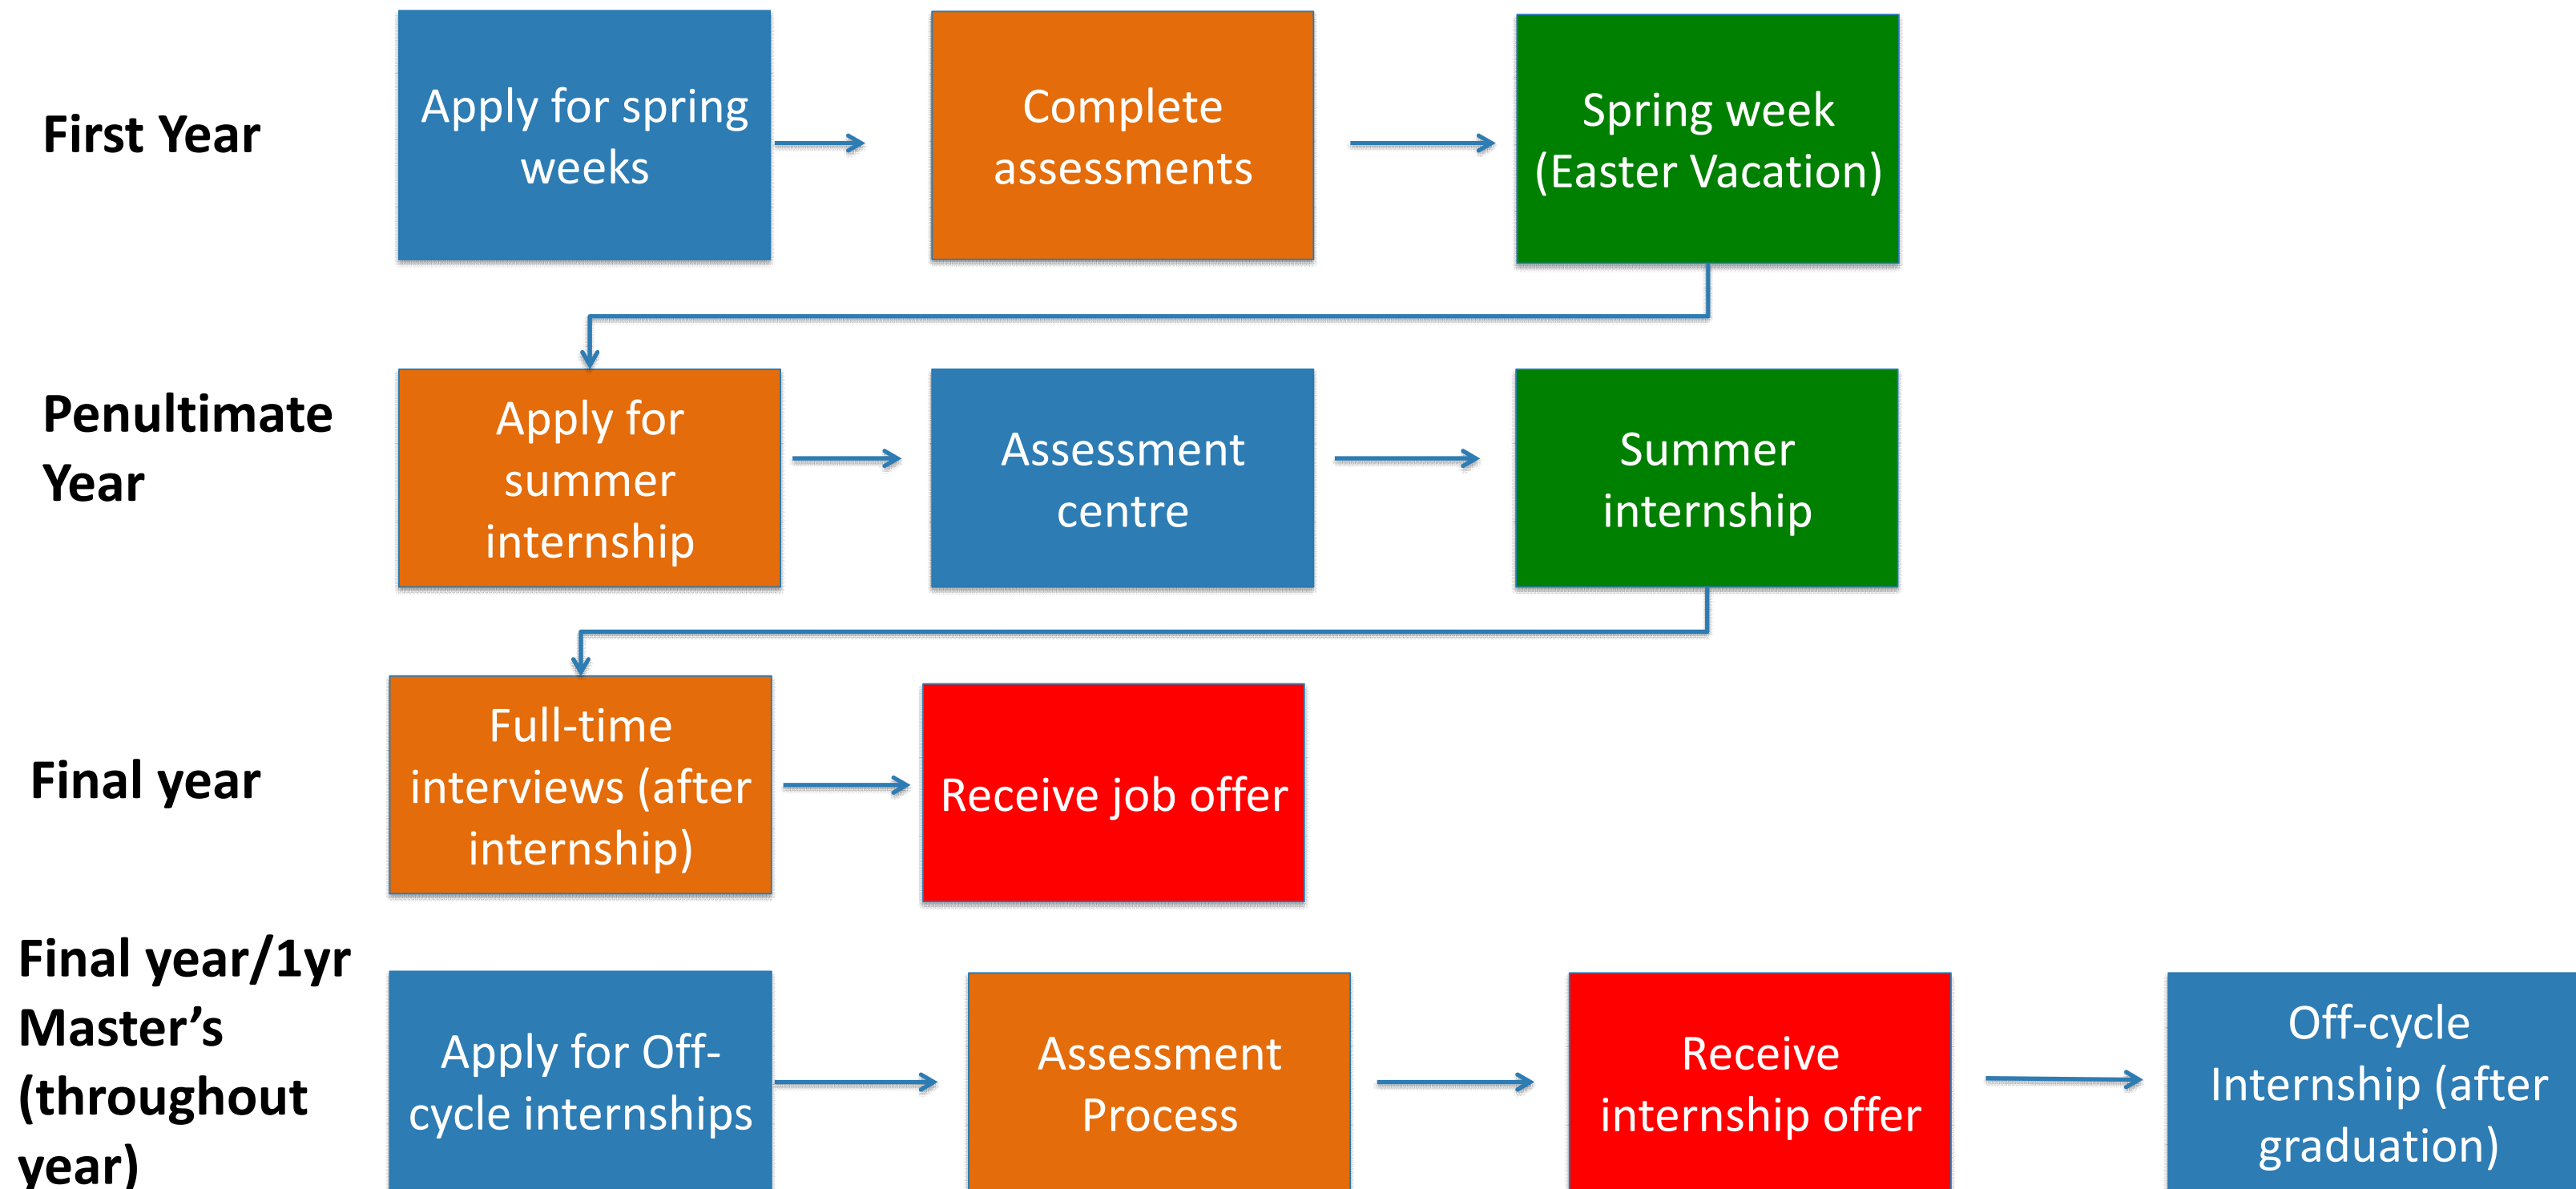 First Year
Apply for spring
weeks
Complete
assessments
Spring week
(Easter Vacation)
Penultimate
Year
Apply for
summer
internship
Assessment
centre
Summer
internship
Final year
Full-time
interviews (after
internship)
Receive job offer
Final year/1yr
Master’s
(throughout
year)
Apply for Off-
cycle internships
Assessment
Process
Receive
internship offer
Off-cycle
Internship (after
graduation)